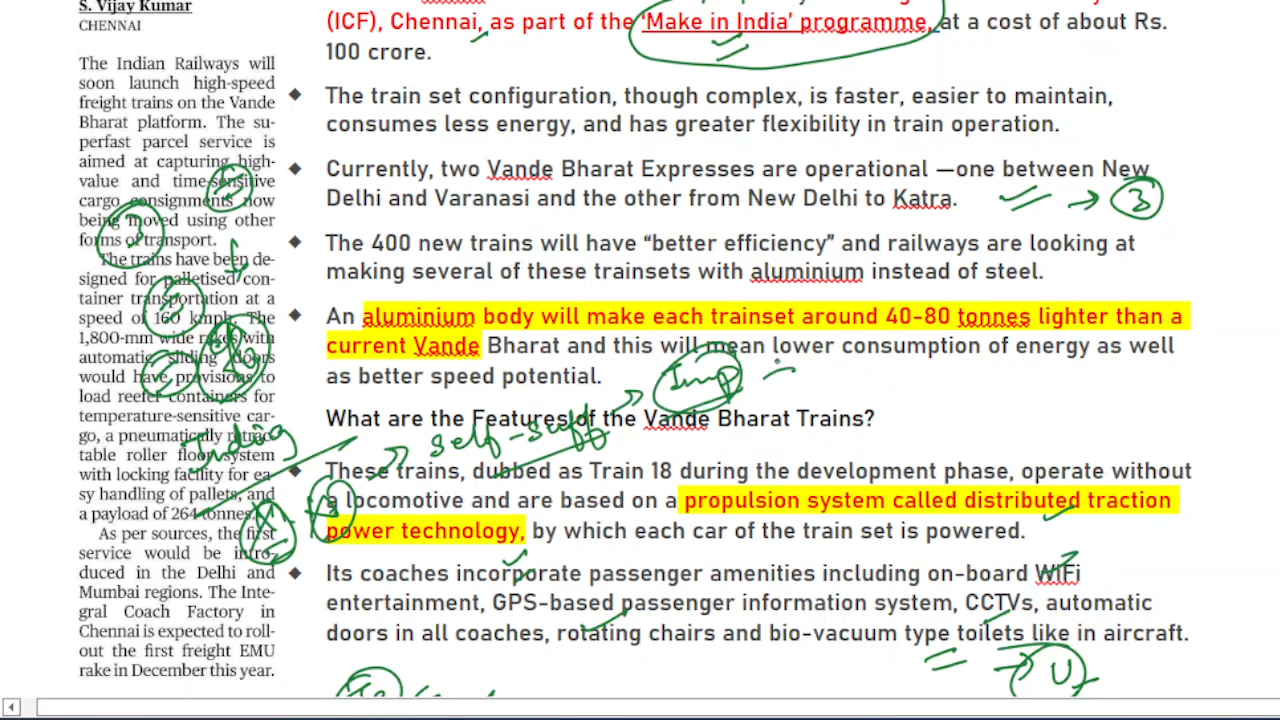 S. Vijay Kumar
CHENNAI
The Indian Railways will
soon launch high-speed
freight trains on the Vande
Bharat platform. The su-
perfast parcel service is
aimed at capturing high-
value and time-sensitive
cargo consignments now
being moved using other
forms of transport.
The trains have been de-
signed for palletised con-
tainer transportation at a
speed of 160 kmph. The
1,800-mm wide rakes with
automatic sliding doors
would have provisions to
load reefer containers for
temperature-sensitive car-
go, a pneumatically retrac-
table roller floor system
with locking facility for ea-
sy handling of pallets, and
a payload of 264 tonnes.
As per sources, the first
service would be intro-
duced in the Delhi and
Mumbai regions. The Inte-
gral Coach Factory in
Chennai is expected to roll-
out the first freight EMU
rake in December this year.
(ICF), Chennai, as part of the ‘Make in India’ programme, at a cost of about Rs.
100 crore.
◆ The train set configuration, though complex, is faster, easier to maintain,
consumes less energy, and has greater flexibility in train operation.
◆ Currently, two Vande Bharat Expresses are operational —one between New
Delhi and Varanasi and the other from New Delhi to Katra.
3
◆ The 400 new trains will have “better efficiency” and railways are looking at
making several of these trainsets with aluminium instead of steel.
◆ An aluminium body will make each trainset around 40-80 tonnes lighter than a
current Vande Bharat and this will mean lower consumption of energy as well
as better speed potential.
Imp
What are the Features of the Vande Bharat Trains?
self-suff
◆ These trains, dubbed as Train 18 during the development phase, operate without
a locomotive and are based on a propulsion system called distributed traction
power technology, by which each car of the train set is powered.
◆ Its coaches incorporate passenger amenities including on-board WiFi
entertainment, GPS-based passenger information system, CCTVs, automatic
doors in all coaches, rotating chairs and bio-vacuum type toilets like in aircraft.